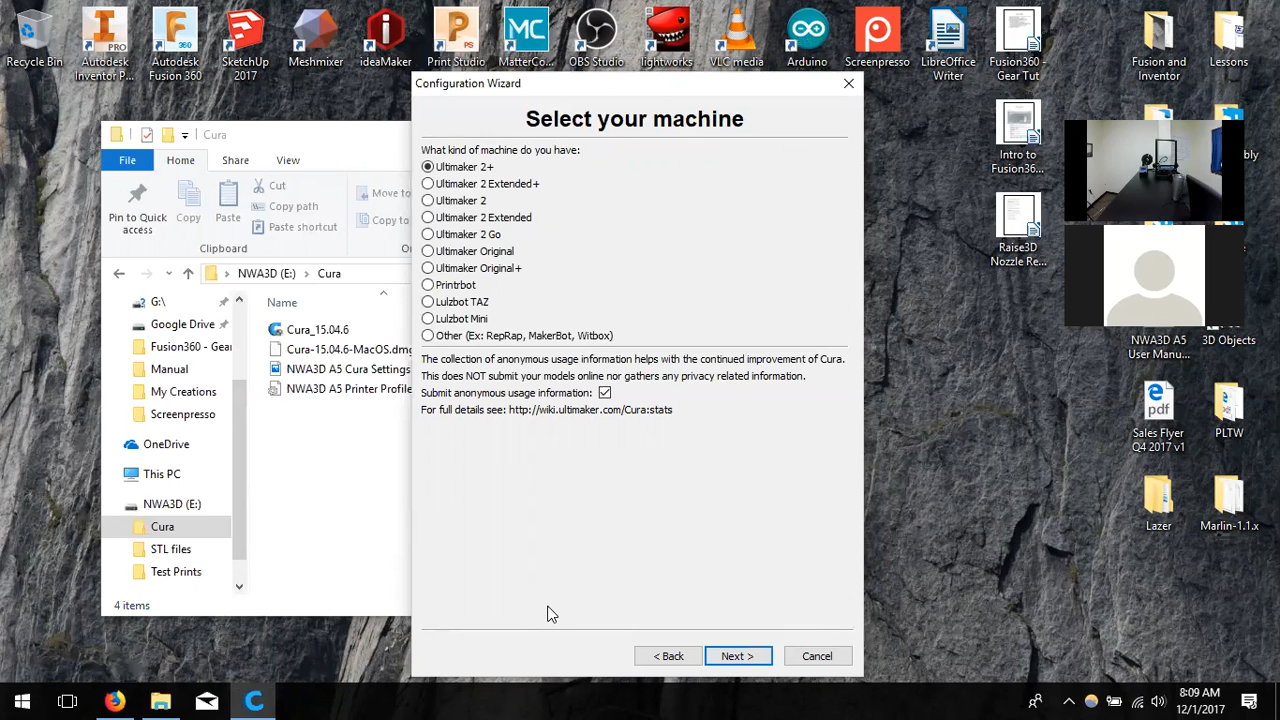 Recycle Bin
Autodesk
Inventor P...
Autodesk
Fusion 360
SketchUp
2017
Meshmixer
ideaMaker
Print Studio
MatterCo...
OBS Studio
lightworks
VLC media
Arduino
Screenpresso
LibreOffice
Writer
Fusion360 -
Gear Tut
Fusion and
Inventor
Lessons
Intro to
Fusion36...
Raise3D
Nozzle Re...
NWA3D A5
User Manu...
3D Objects
Sales Flyer
Q4 2017 v1
PLTW
Lazer
Marlin-1.1.x
Cura
File
Home
Share
View
Pin to Quick
access
Copy
Paste
Cut
Copy path
Paste shortcut
Move to
Copy to
Clipboard
NWA3D (E:) > Cura
G:\
Google Drive
Fusion360 - Gear
Manual
My Creations
Screenpresso
OneDrive
This PC
NWA3D (E:)
Cura
STL files
Test Prints
Name
Cura_15.04.6
Cura-15.04.6-MacOS.dmg
NWA3D A5 Cura Settings
NWA3D A5 Printer Profile
4 items
Configuration Wizard
Select your machine
What kind of machine do you have:
Ultimaker 2+
Ultimaker 2 Extended+
Ultimaker 2
Ultimaker 2 Extended
Ultimaker 2 Go
Ultimaker Original
Ultimaker Original+
Printrbot
Lulzbot TAZ
Lulzbot Mini
Other (Ex: RepRap, MakerBot, Witbox)
The collection of anonymous usage information helps with the continued improvement of Cura.
This does NOT submit your models online nor gathers any privacy related information.
Submit anonymous usage information:
For full details see: http://wiki.ultimaker.com/Cura:stats
< Back
Next >
Cancel
8:09 AM
12/1/2017